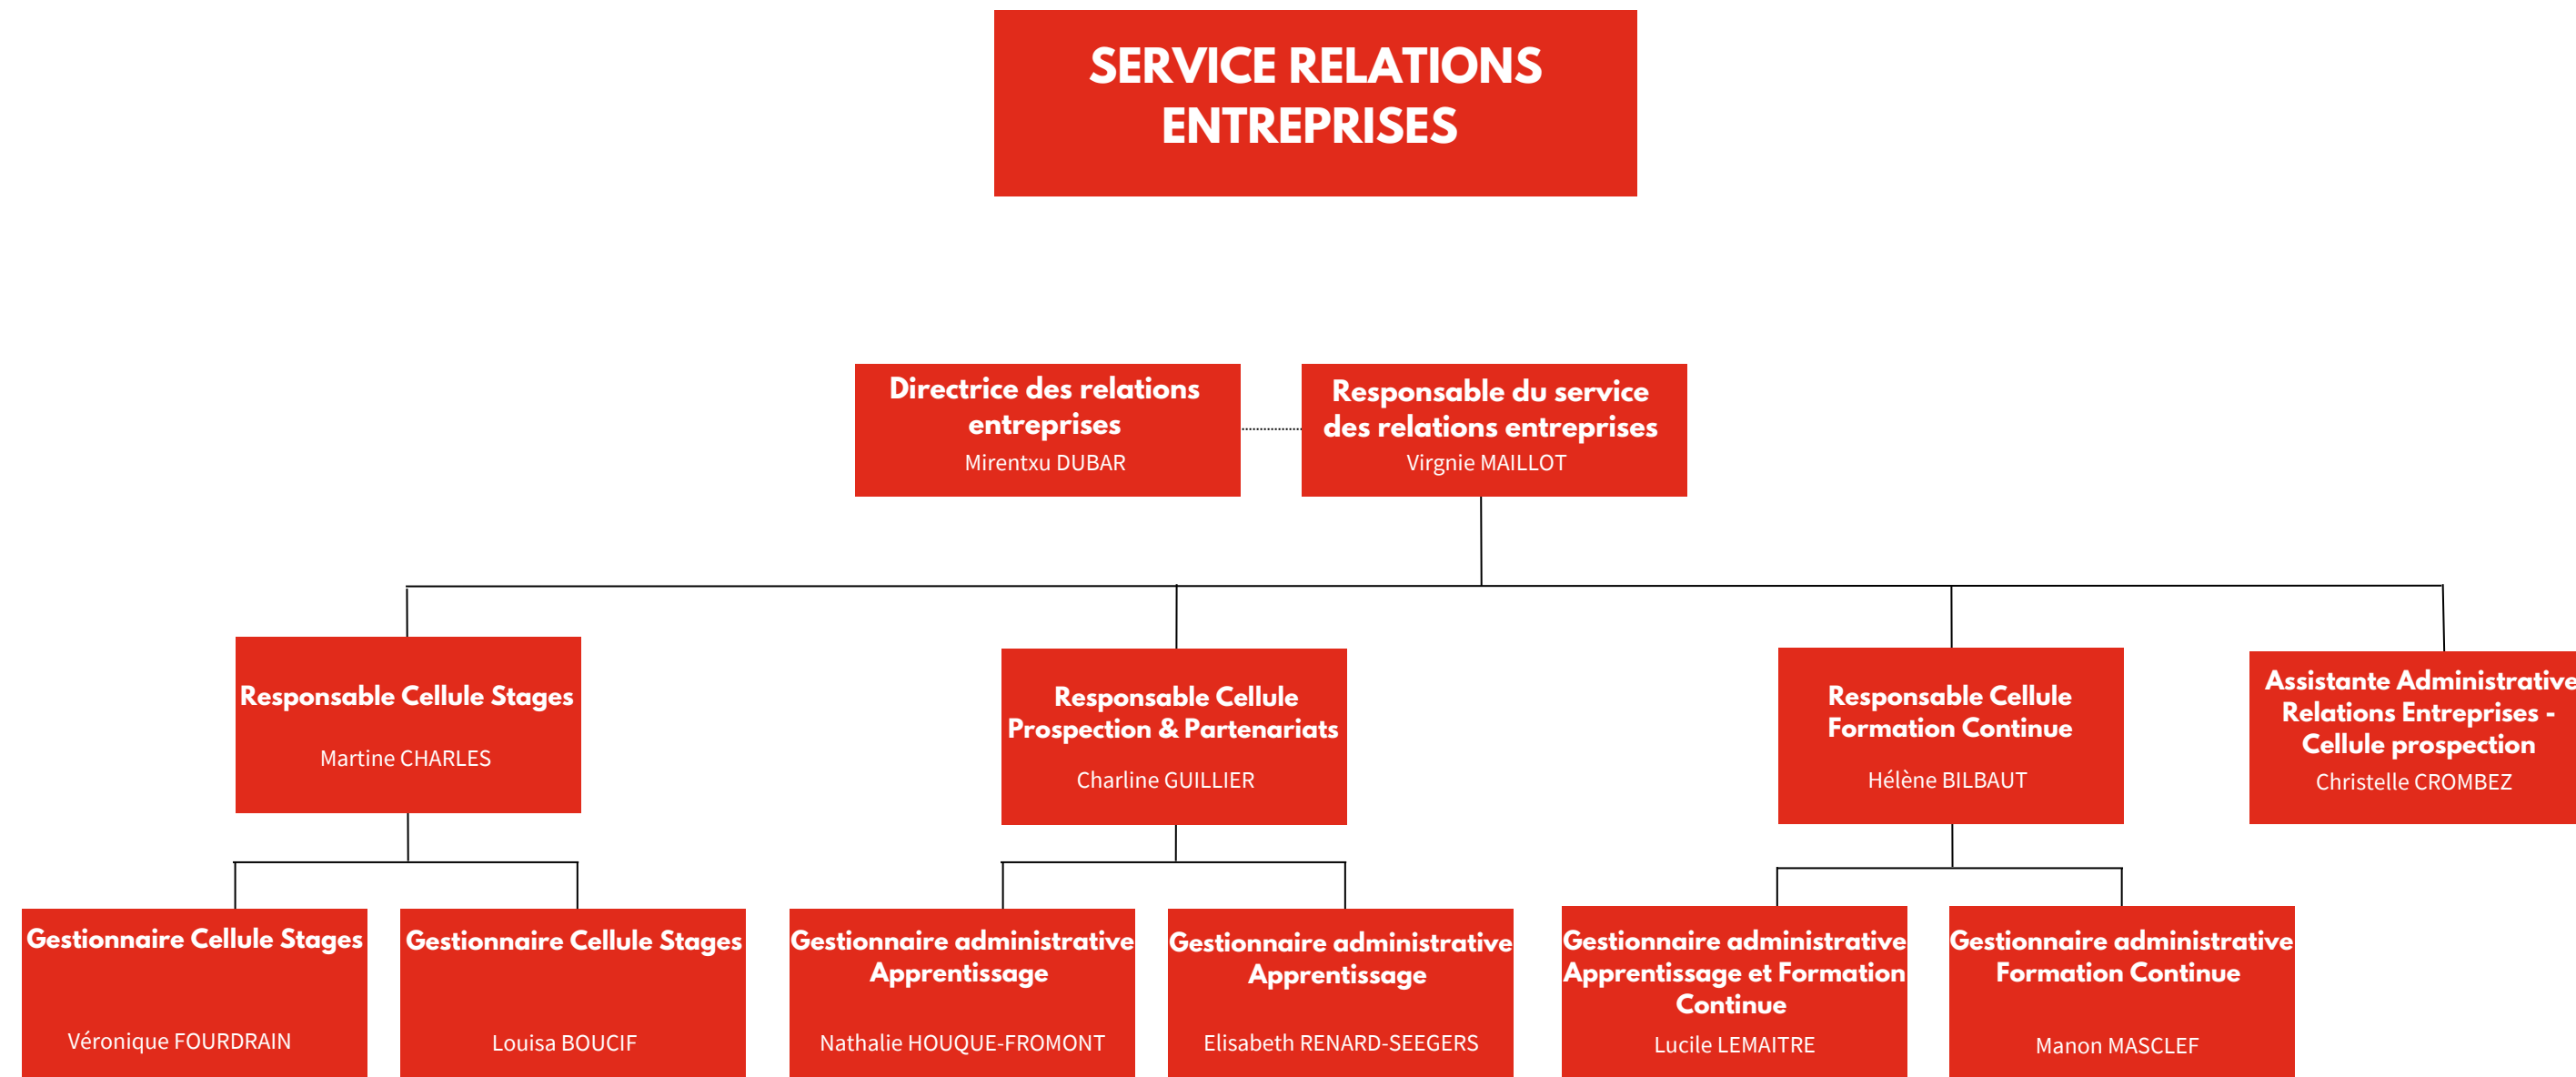 SERVICE RELATIONS
ENTREPRISES
Directrice des relations
entreprises
Mirentxu DUBAR
Responsable du service
des relations entreprises
Virgnie MAILLOT
Responsable Cellule Stages
Martine CHARLES
Responsable Cellule
Prospection & Partenariats
Charline GUILLIER
Responsable Cellule
Formation Continue
Hélène BILBAUT
Assistante Administrative
Relations Entreprises -
Cellule prospection
Christelle CROMBEZ
Gestionnaire Cellule Stages
Véronique FOURDRAIN
Gestionnaire Cellule Stages
Louisa BOUCIF
Gestionnaire administrative
Apprentissage
Nathalie HOUQUE-FROMONT
Gestionnaire administrative
Apprentissage
Elisabeth RENARD-SEEGERS
Gestionnaire administrative
Apprentissage et Formation
Continue
Lucile LEMAITRE
Gestionnaire administrative
Formation Continue
Manon MASCLEF